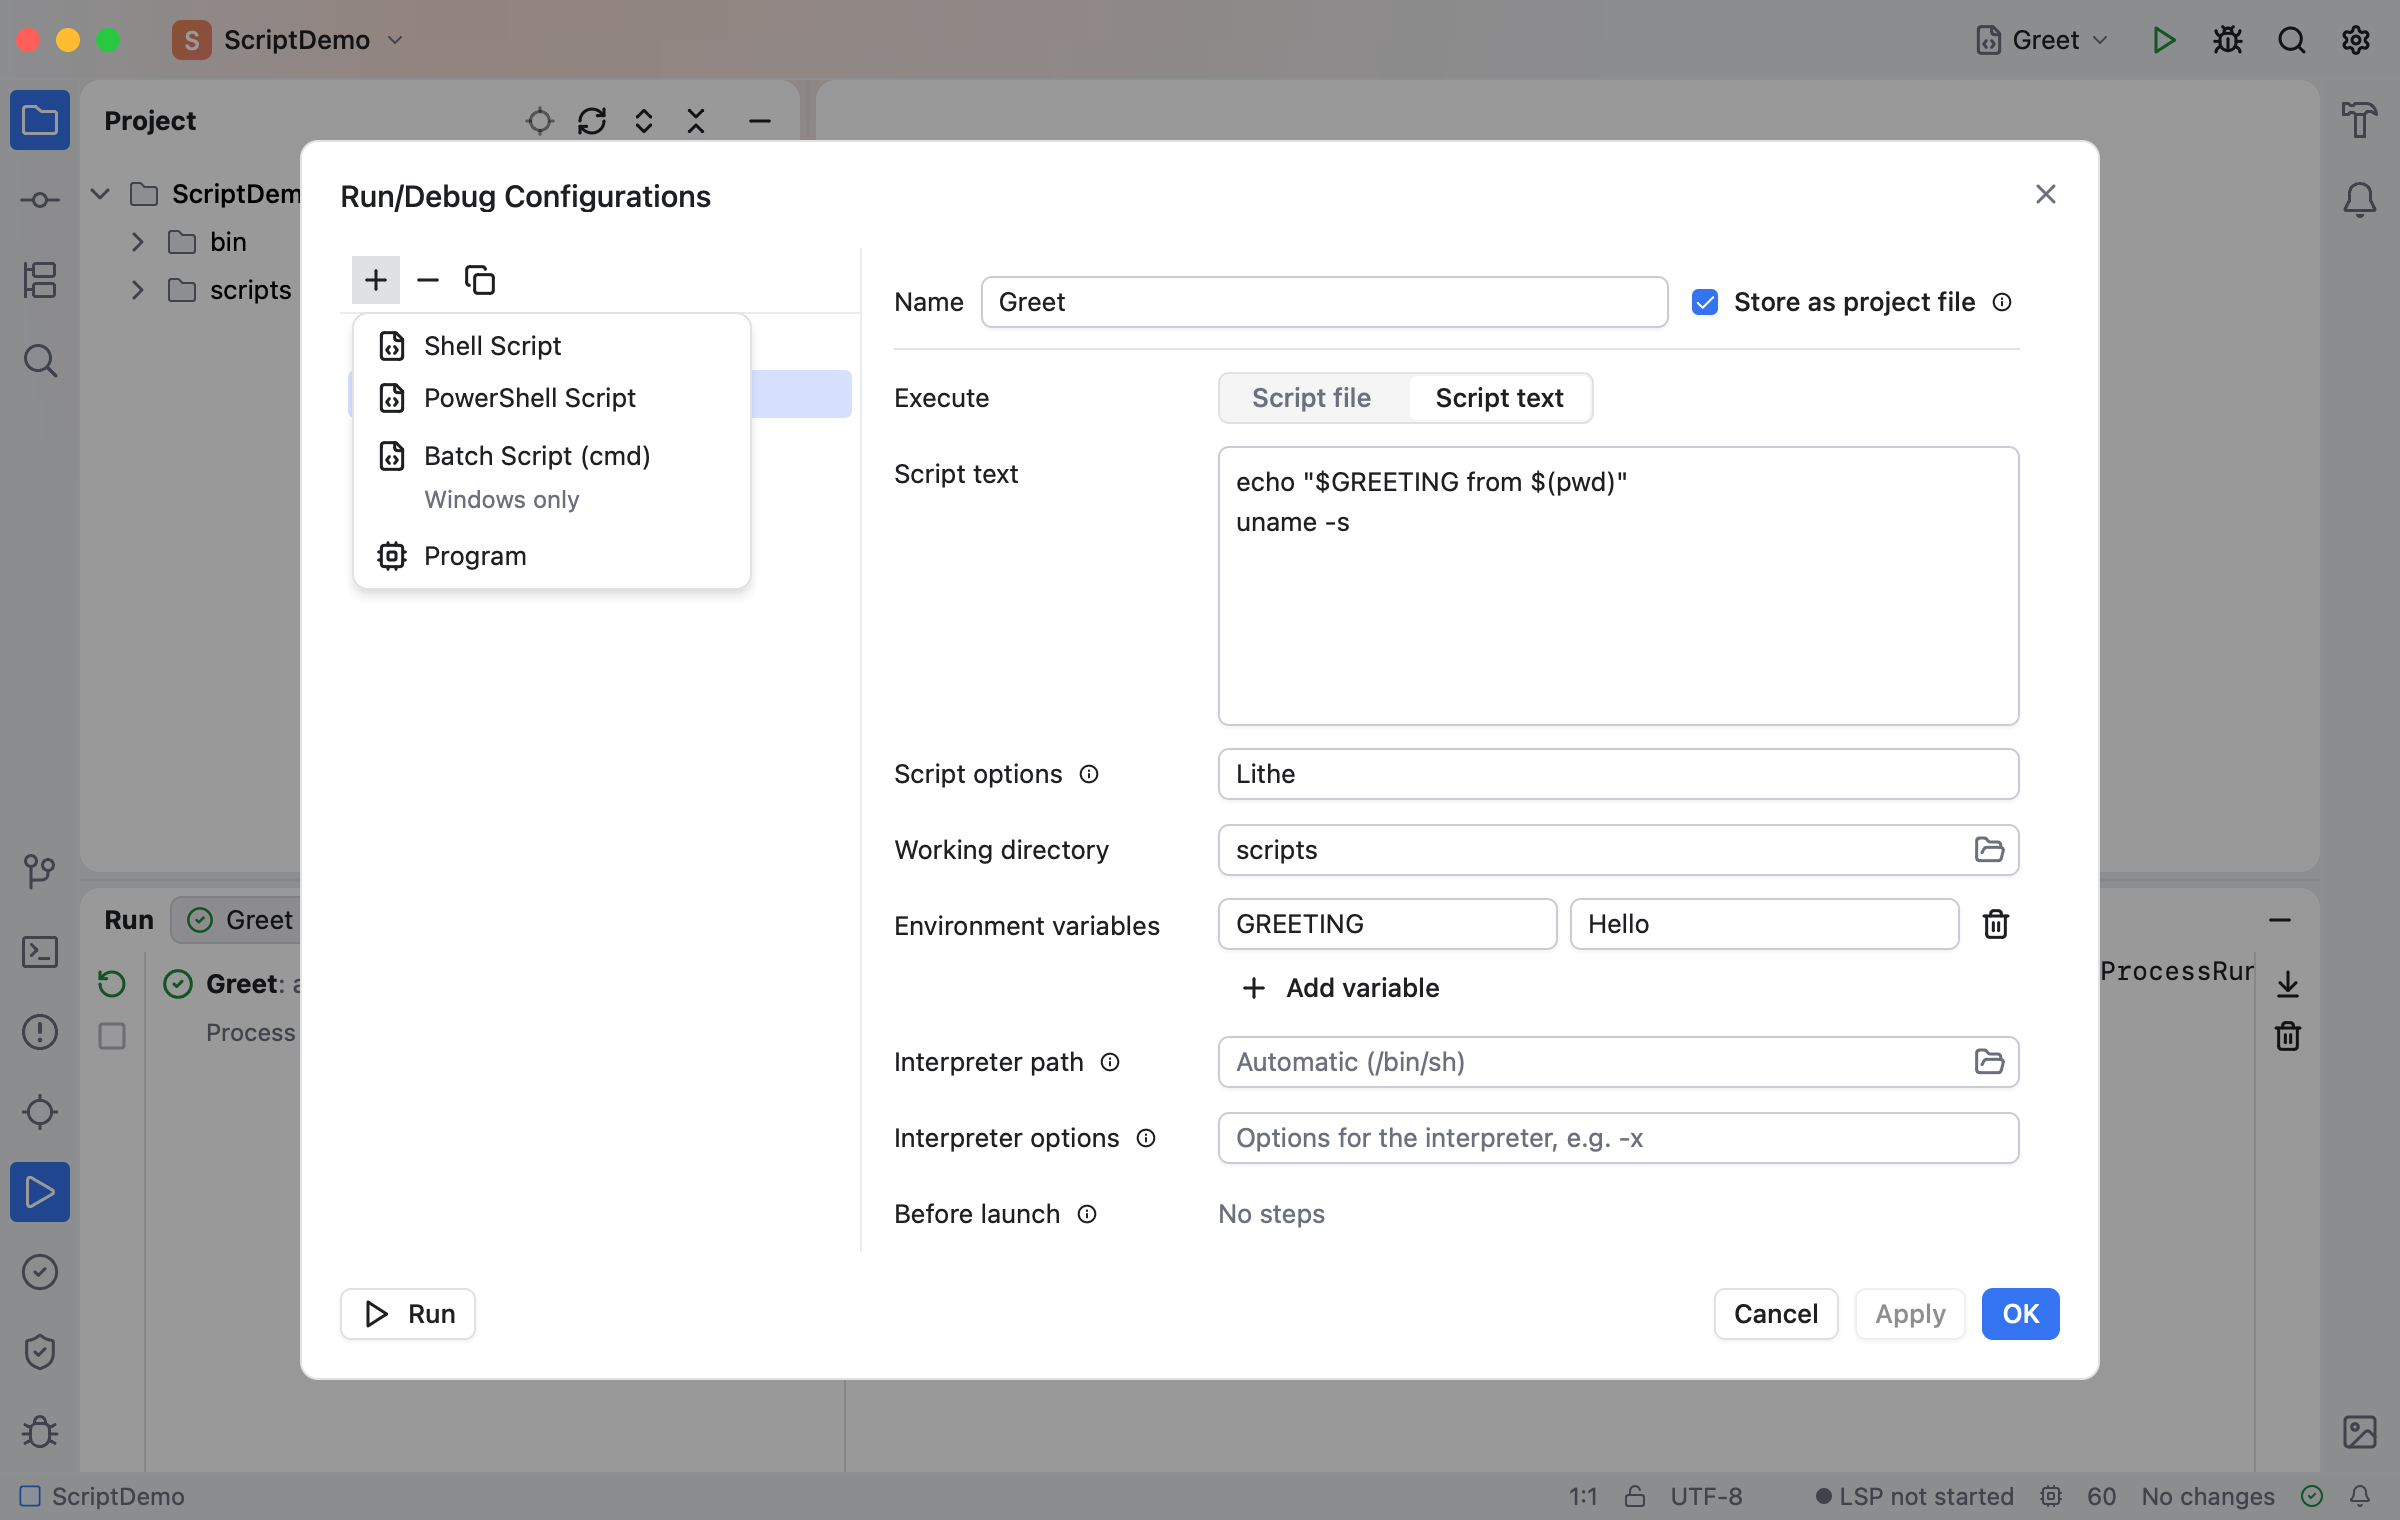 S ScriptDemo
Greet
Project
ScriptDem
bin
scripts
Run/Debug Configurations
Shell Script
PowerShell Script
Batch Script (cmd)
Windows only
Program
Name
Greet
Store as project file
Execute
Script file
Script text
Script text
echo "$GREETING from $(pwd)"
uname -s
Script options
Lithe
Working directory
scripts
Environment variables
GREETING
Hello
Add variable
Interpreter path
Automatic (/bin/sh)
Interpreter options
Options for the interpreter, e.g. -x
Before launch
No steps
Run
Cancel
Apply
OK
Run
Greet
Greet: a
Process
ProcessRun
ScriptDemo
1:1
UTF-8
LSP not started
60
No changes